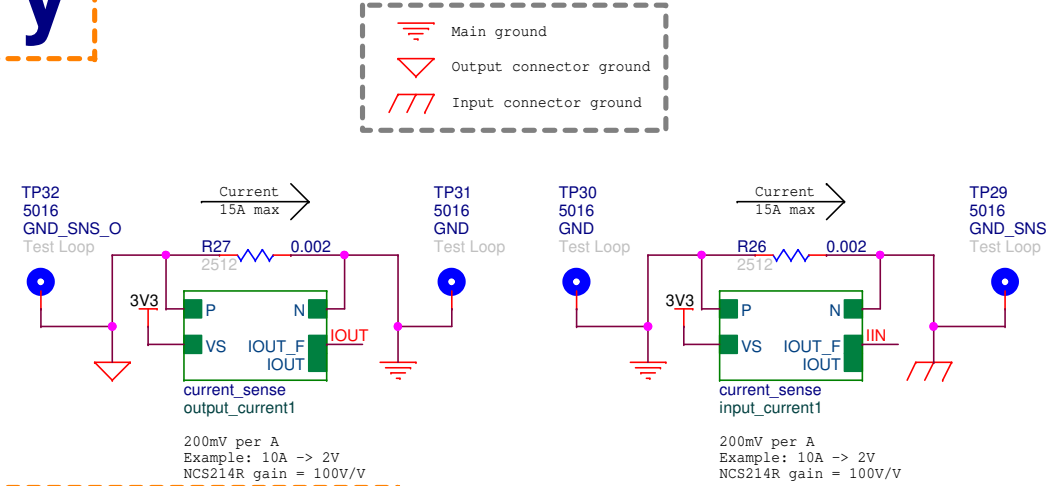 y
Main ground
Output connector ground
Input connector ground
TP32
5016
GND_SNS_O
Test Loop
Current
15A max
R27
0.002
2512
TP31
5016
GND
Test Loop
3V3
P
N
VS
IOUT_F
IOUT
IOUT
current_sense
output_current1
200mV per A
Example: 10A -> 2V
NCS214R gain = 100V/V
TP30
5016
GND
Test Loop
Current
15A max
R26
0.002
2512
TP29
5016
GND_SNS
Test Loop
3V3
P
N
VS
IOUT_F
IOUT
IIN
current_sense
input_current1
200mV per A
Example: 10A -> 2V
NCS214R gain = 100V/V